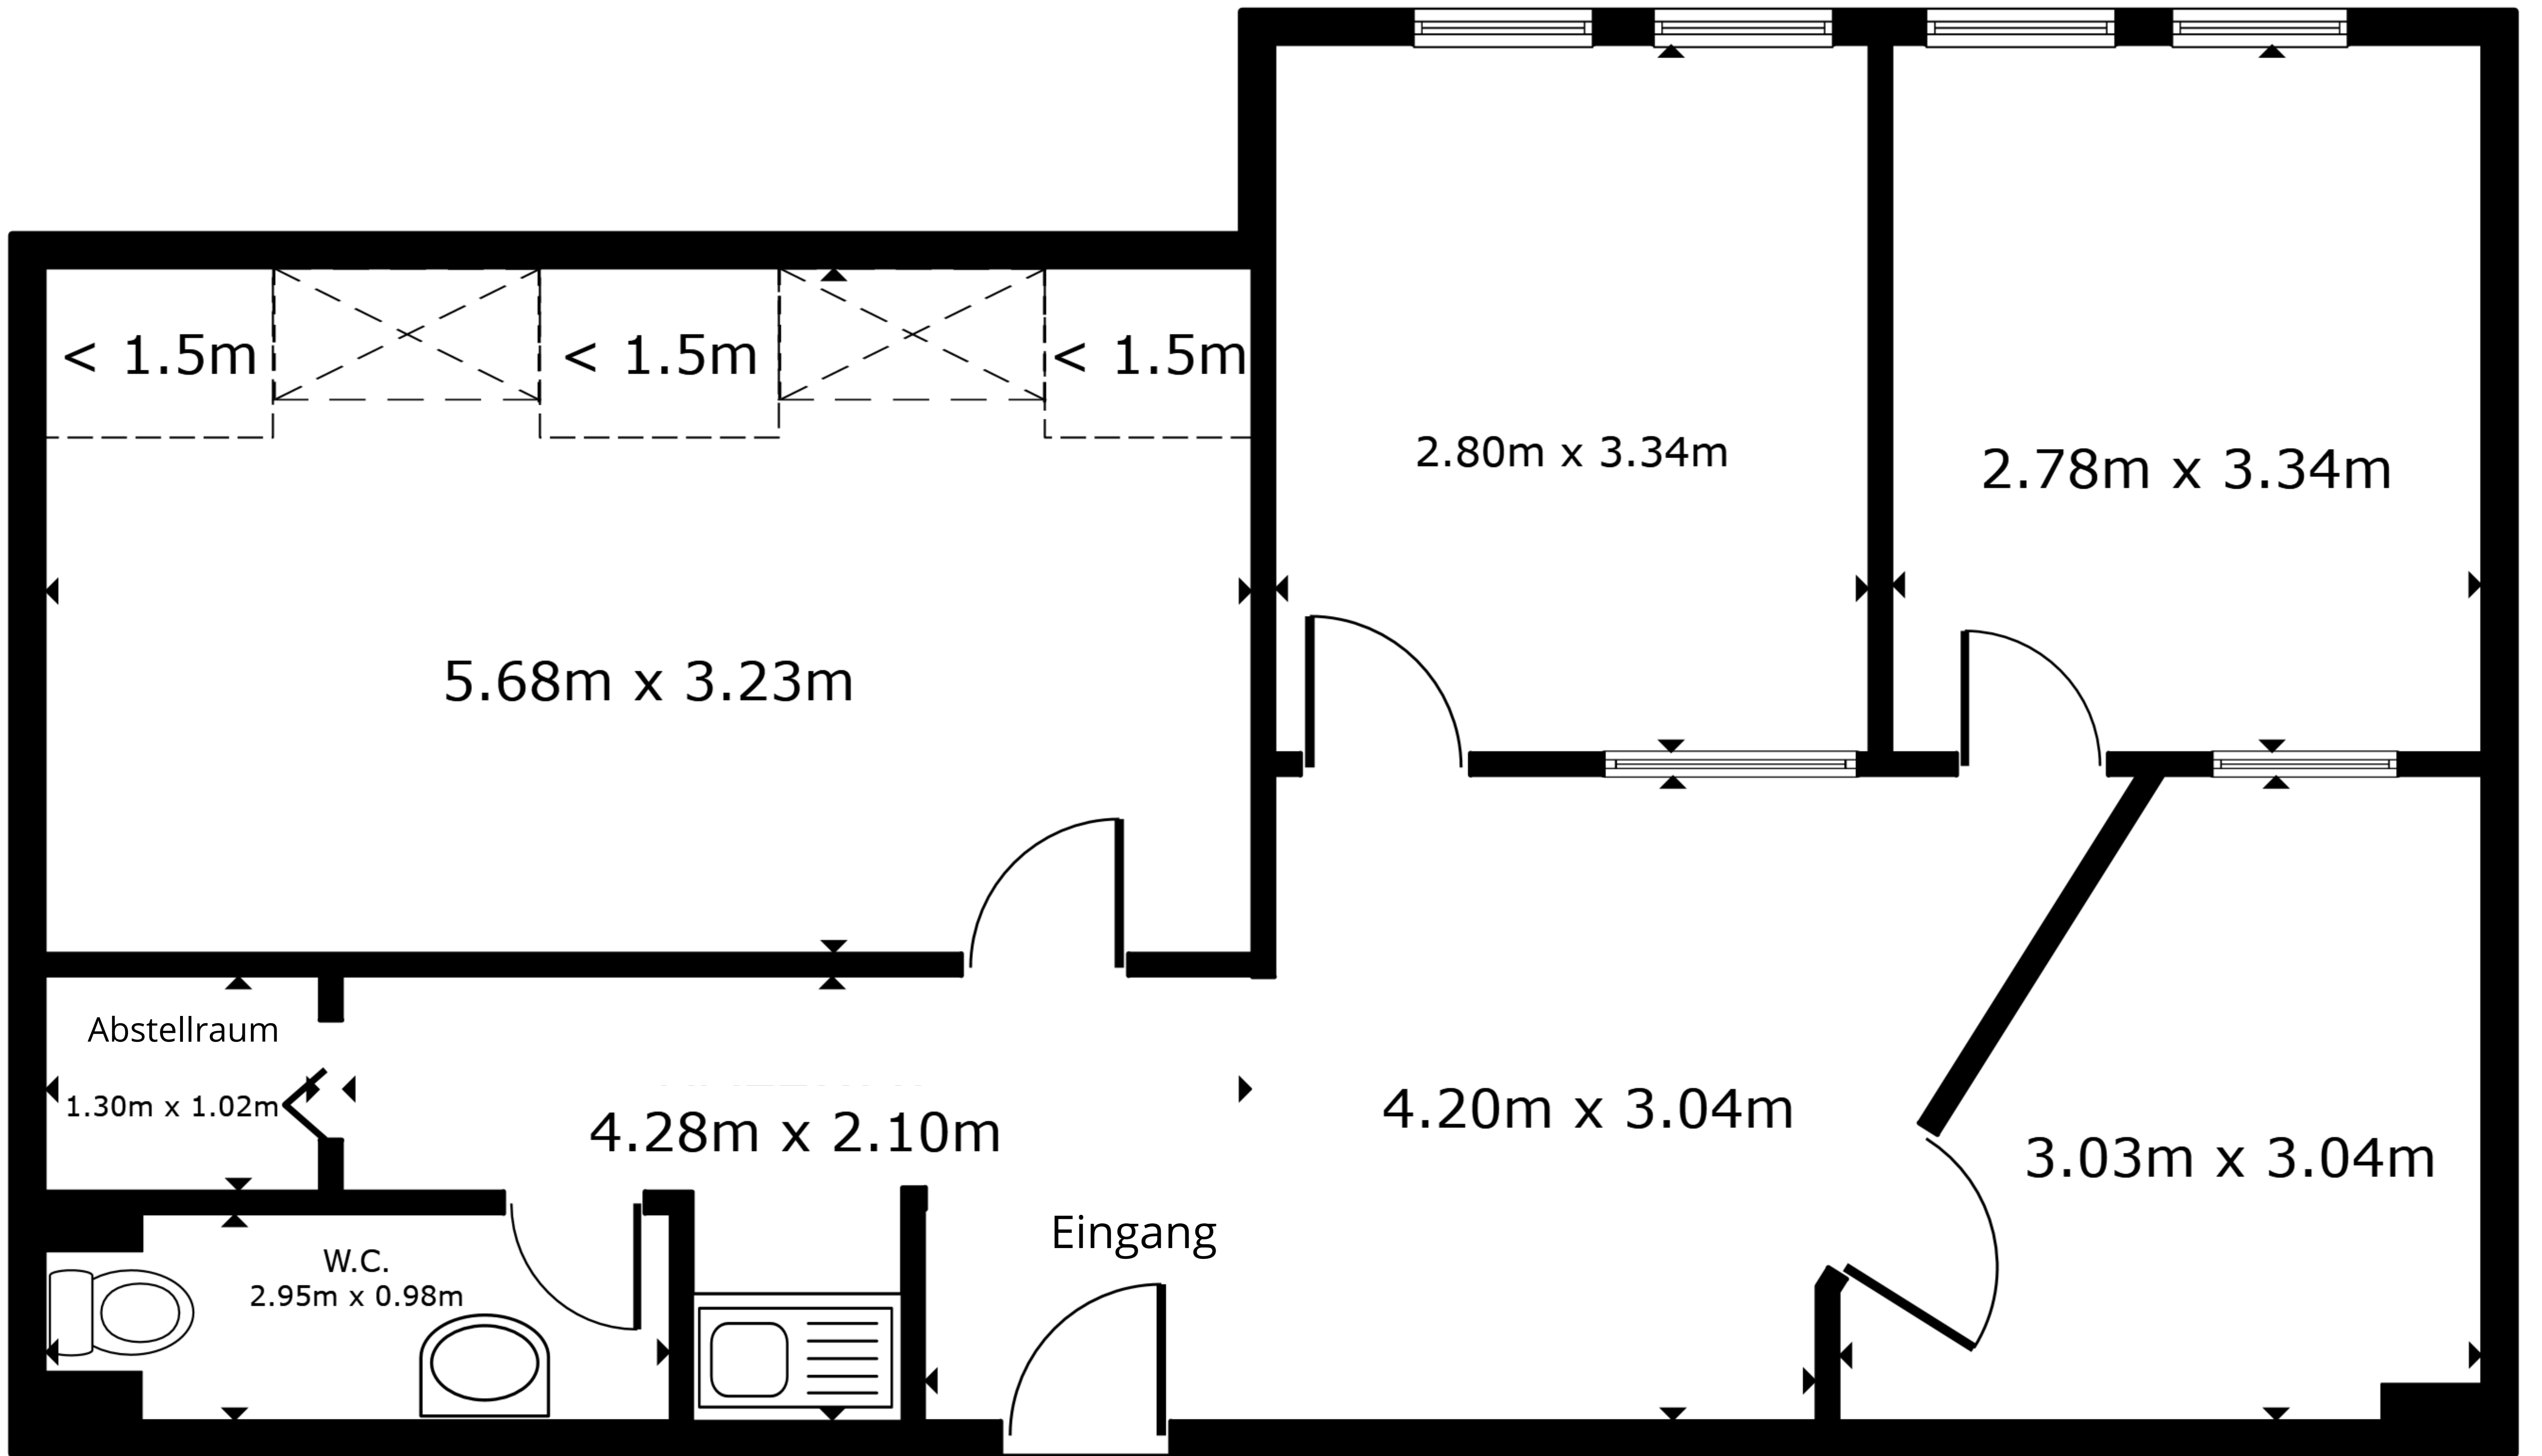 < 1.5m
< 1.5m
< 1.5m
2.80m x 3.34m
2.78m x 3.34m
5.68m x 3.23m
Abstellraum
1.30m x 1.02m
4.28m x 2.10m
4.20m x 3.04m
3.03m x 3.04m
Eingang
W.C.
2.95m x 0.98m